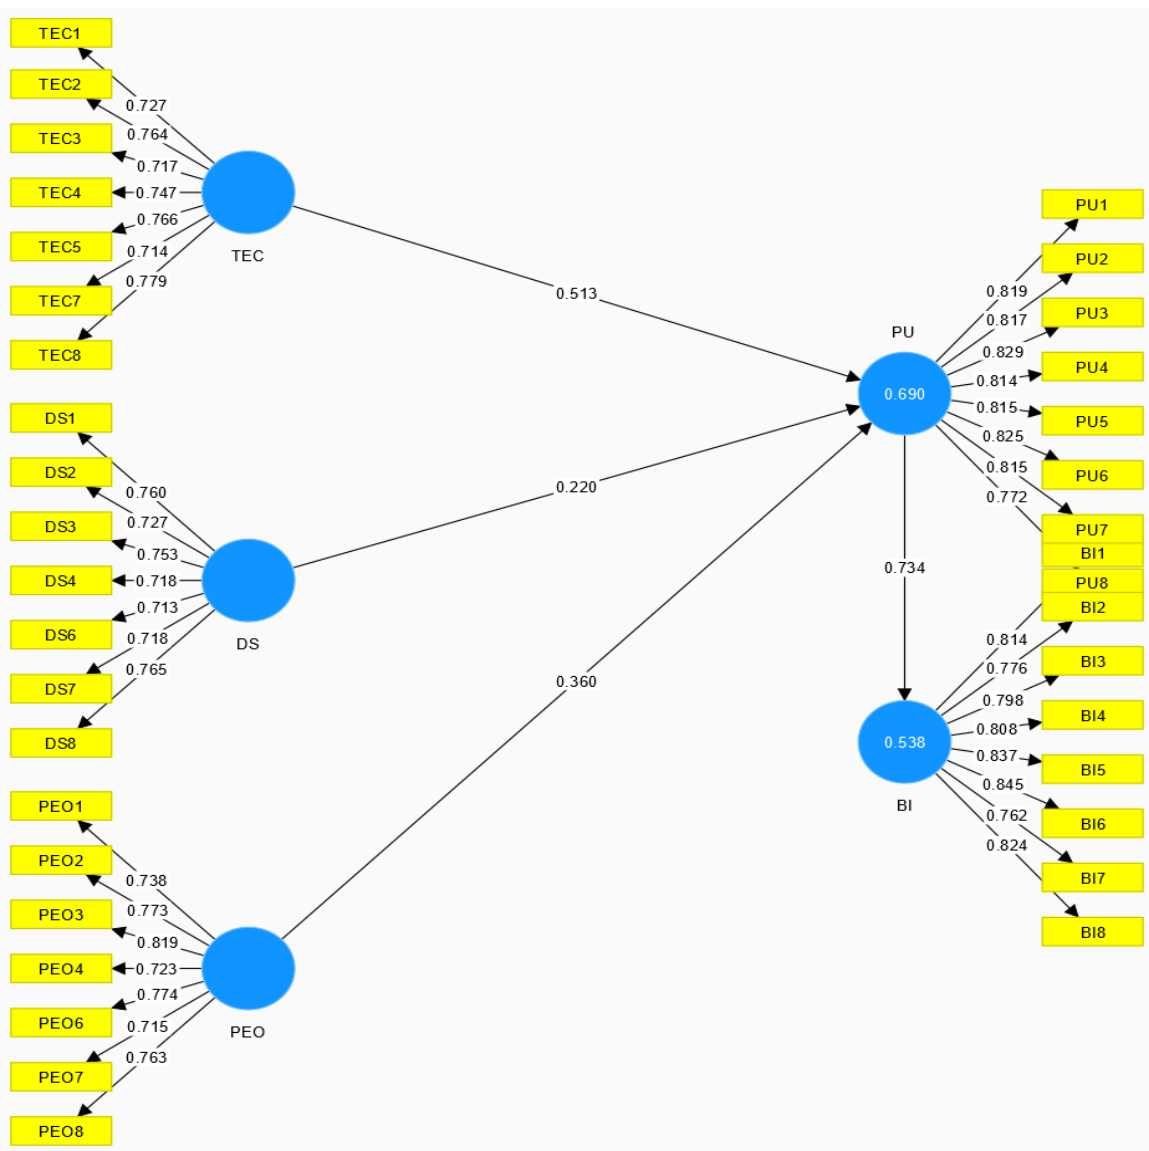 TEC1
TEC2
TEC3
TEC4
TEC5
TEC7
TEC8
0.727
0.764
0.717
0.747
0.766
0.714
0.779
TEC
DS1
DS2
DS3
DS4
DS6
DS7
DS8
0.760
0.727
0.753
0.718
0.713
0.718
0.765
DS
PEO1
PEO2
PEO3
PEO4
PEO6
PEO7
PEO8
0.738
0.773
0.819
0.723
0.774
0.715
0.763
PEO
0.513
0.220
0.360
PU
0.690
0.734
0.538
BI
0.819
0.817
0.829
0.814
0.815
0.825
0.815
0.772
PU1
PU2
PU3
PU4
PU5
PU6
PU7
BI1
PU8
BI2
BI3
BI4
BI5
BI6
BI7
BI8
0.814
0.776
0.798
0.808
0.837
0.845
0.762
0.824